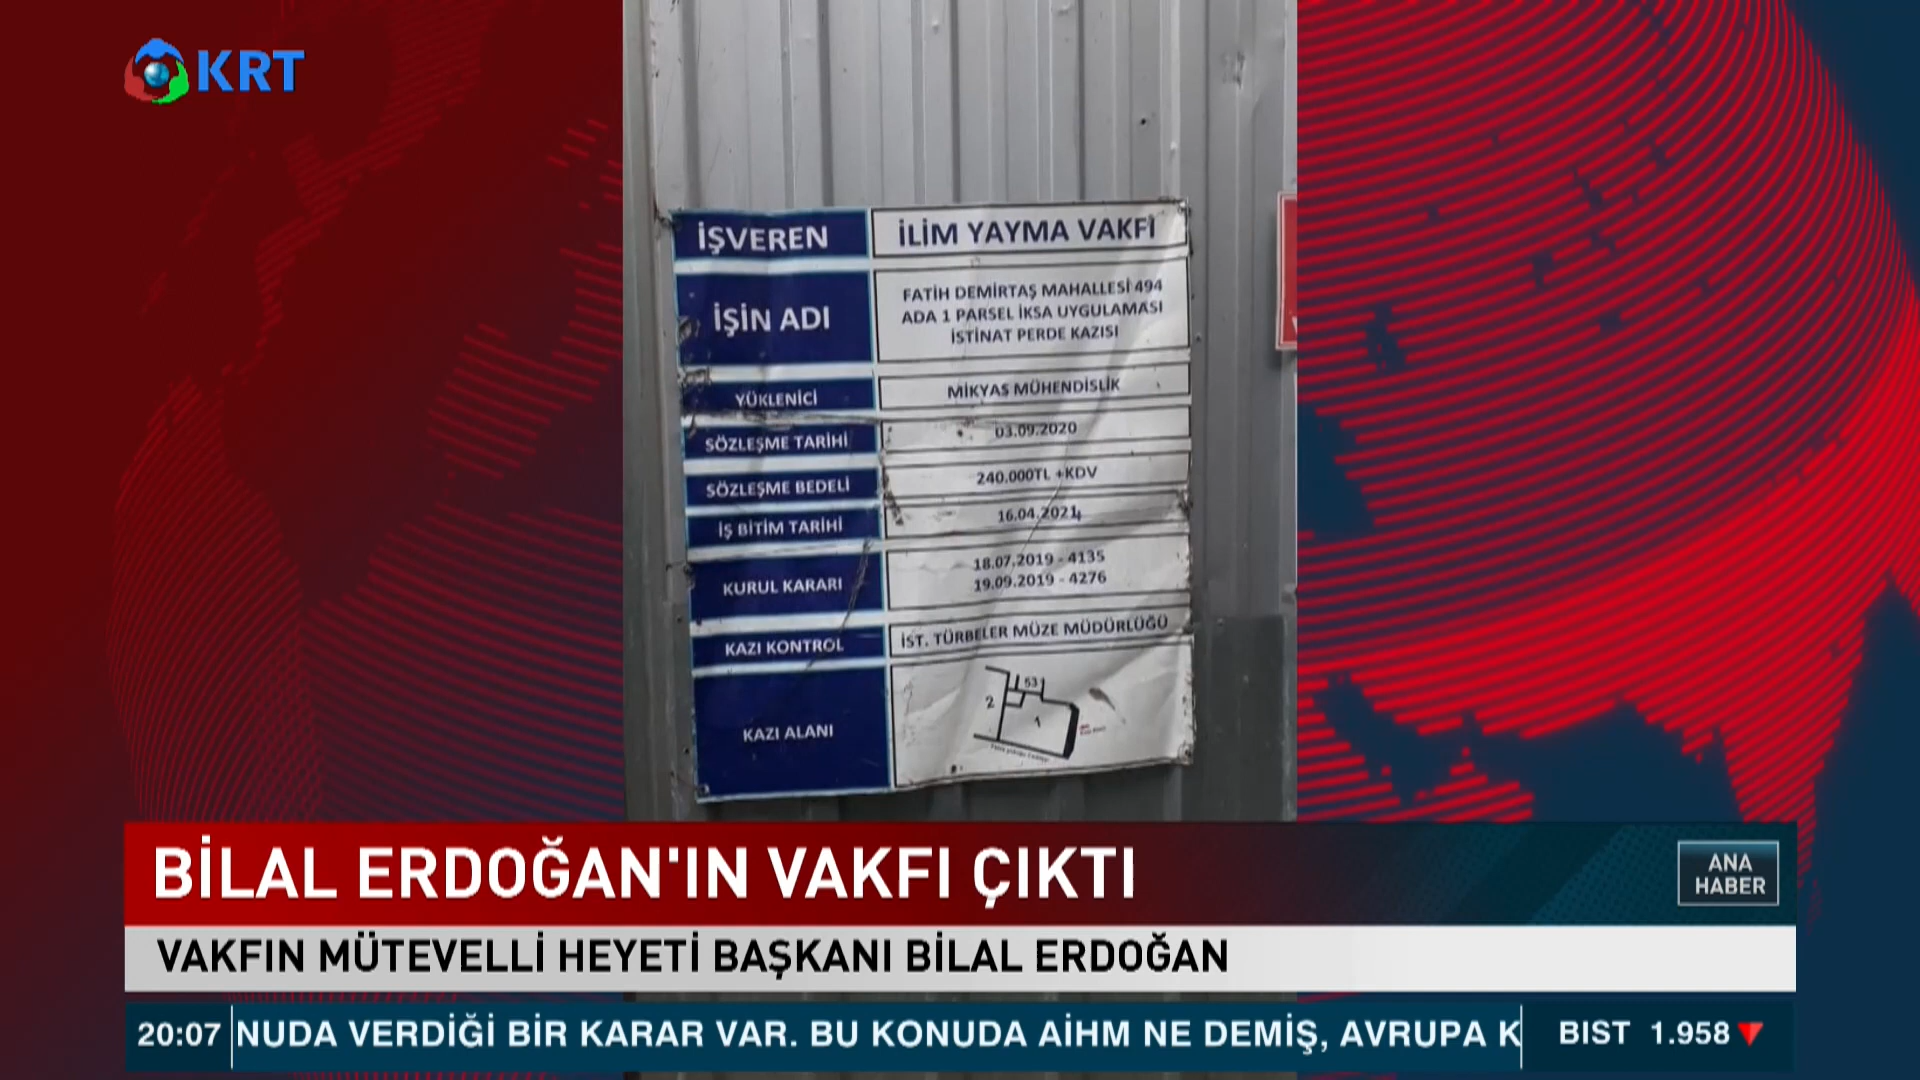 KRT
İŞVEREN
İLİM YAYMA VAKFI
İŞİN ADI
FATİH DEMİRTAŞ MAHALLESİ 494
ADA 1 PARSEL İKSA UYGULAMASI
İSTİNAT PERDE KAZISI
YÜKLENİCİ
MİKYAS MÜHENDİSLİK
SÖZLEŞME TARİHİ
03.09.2020
SÖZLEŞME BEDELİ
240.000TL +KDV
İŞ BİTİM TARİHİ
16.04.2021
KURUL KARARI
18.07.2019 - 4135
19.09.2019 - 4276
KAZI KONTROL
İST. TÜRBELER MÜZE MÜDÜRLÜĞÜ
KAZI ALANI
53
2
1
BİLAL ERDOĞAN'IN VAKFI ÇIKTI
ANA
HABER
VAKFIN MÜTEVELLİ HEYETİ BAŞKANI BİLAL ERDOĞAN
20:07 NUDA VERDİĞİ BİR KARAR VAR. BU KONUDA AİHM NE DEMİŞ, AVRUPA K BIST 1.958